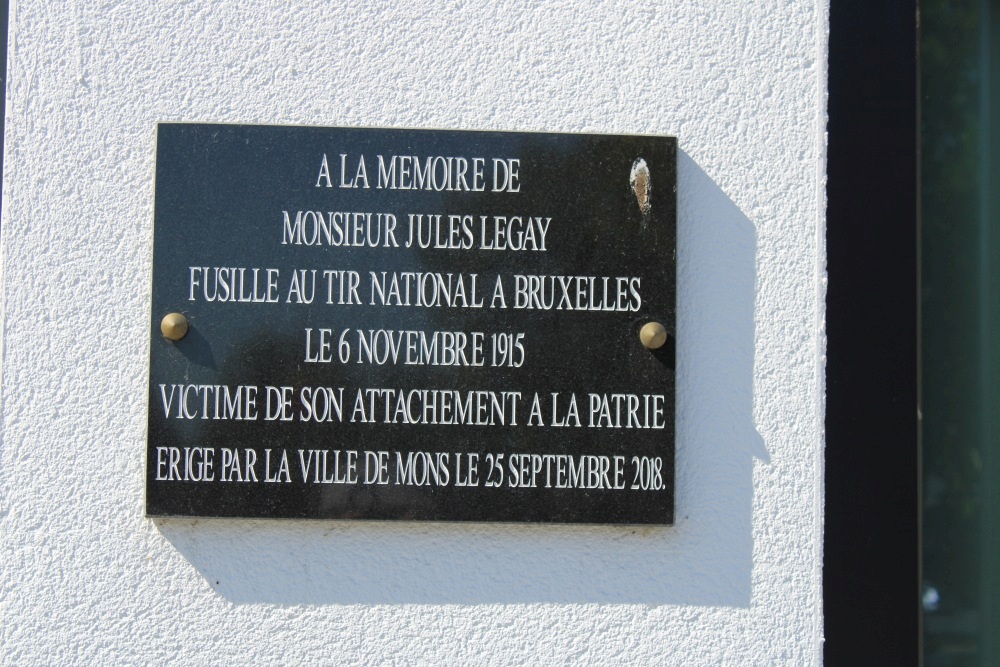 A LA MEMOIRE DE
MONSIEUR JULES LEGAY
FUSILLE AU TIR NATIONAL A BRUXELLES
LE 6 NOVEMBRE 1915
VICTIME DE SON ATTACHEMENT A LA PATRIE
ERIGE PAR LA VILLE DE MONS LE 25 SEPTEMBRE 2018.